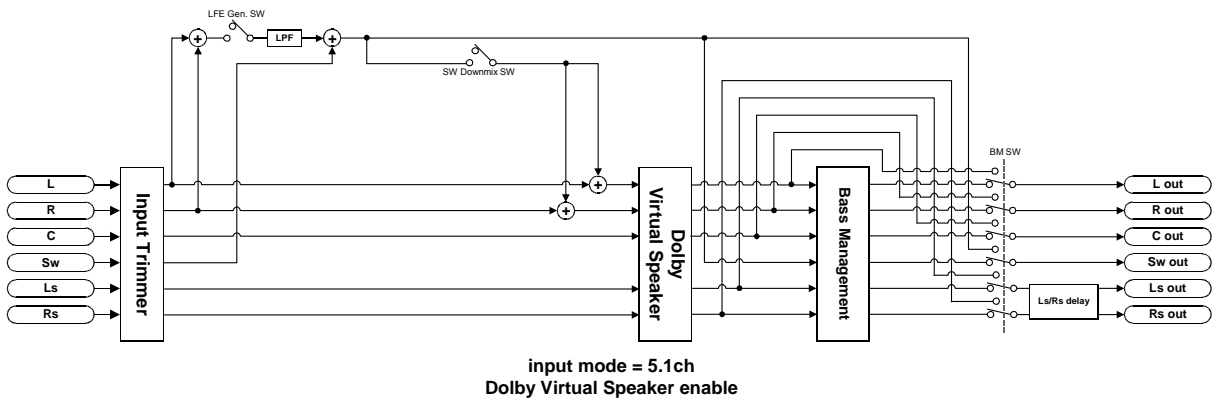 LFE Gen. SW
LPF
SW Downmix SW
BM SW
L
R
C
Sw
Ls
Rs
Input Trimmer
Dolby
Virtual Speaker
Bass Management
Ls/Rs delay
L out
R out
C out
Sw out
Ls out
Rs out
input mode = 5.1ch
Dolby Virtual Speaker enable